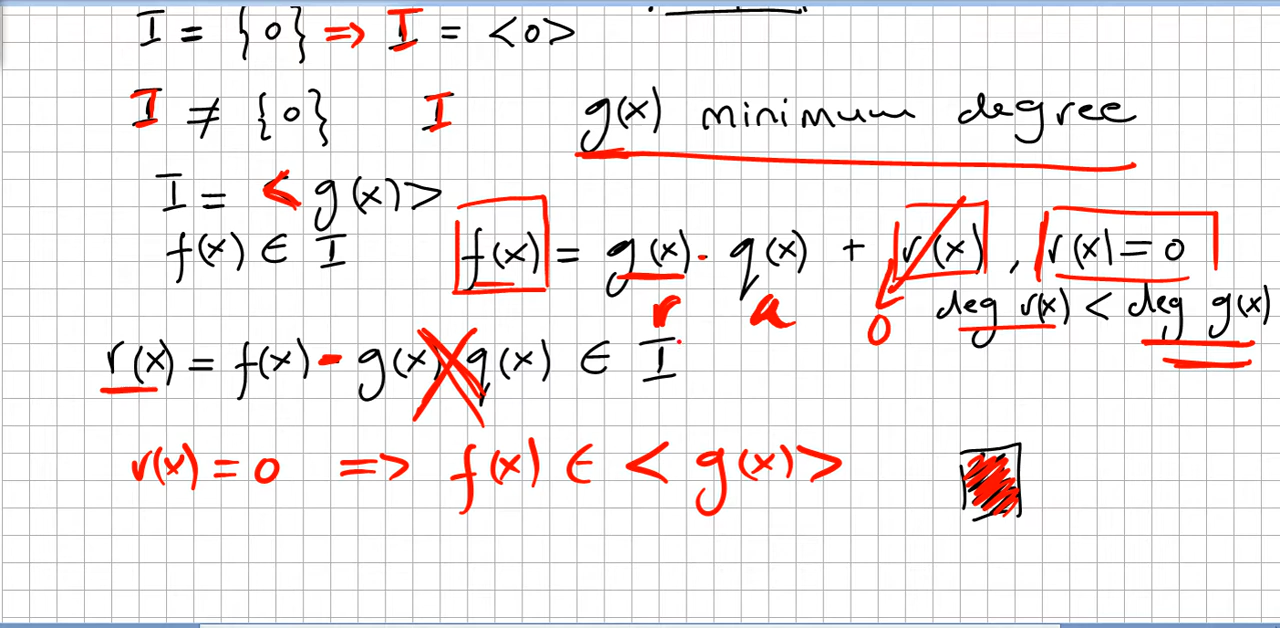 I = {0} => I = <0>
I ≠ {0} I g(x) minimum degree
I = <g(x)>
f(x) ∈ I f(x) = g(x) · q(x) + r(x), r(x) = 0
r a 0 deg r(x) < deg g(x)
r(x) = f(x) - g(x) q(x) ∈ I
r(x) = 0 => f(x) ∈ <g(x)>